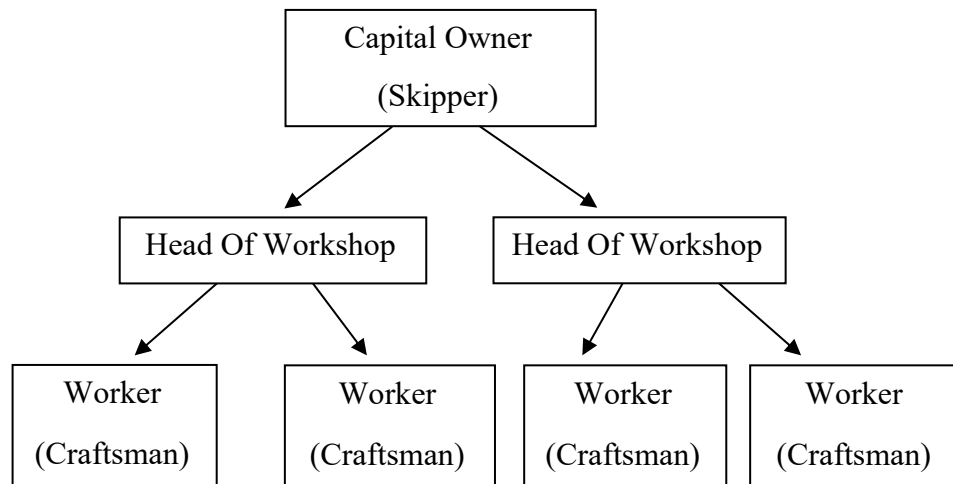 Capital Owner
(Skipper)
Head Of Workshop
Head Of Workshop
Worker
(Craftsman)
Worker
(Craftsman)
Worker
(Craftsman)
Worker
(Craftsman)